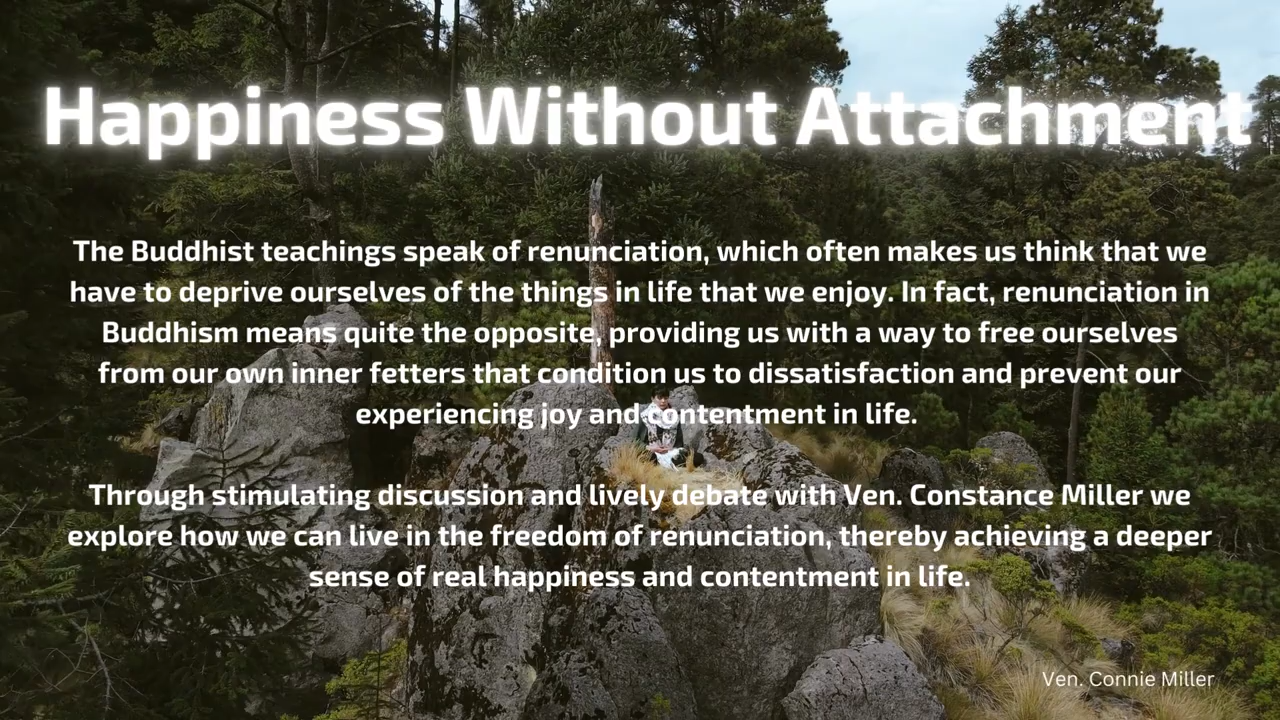 Happiness Without Attachment
The Buddhist teachings speak of renunciation, which often makes us think that we
have to deprive ourselves of the things in life that we enjoy. In fact, renunciation in
Buddhism means quite the opposite, providing us with a way to free ourselves
from our own inner fetters that condition us to dissatisfaction and prevent our
experiencing joy and contentment in life.
Through stimulating discussion and lively debate with Ven. Constance Miller we
explore how we can live in the freedom of renunciation, thereby achieving a deeper
sense of real happiness and contentment in life.
Ven. Connie Miller